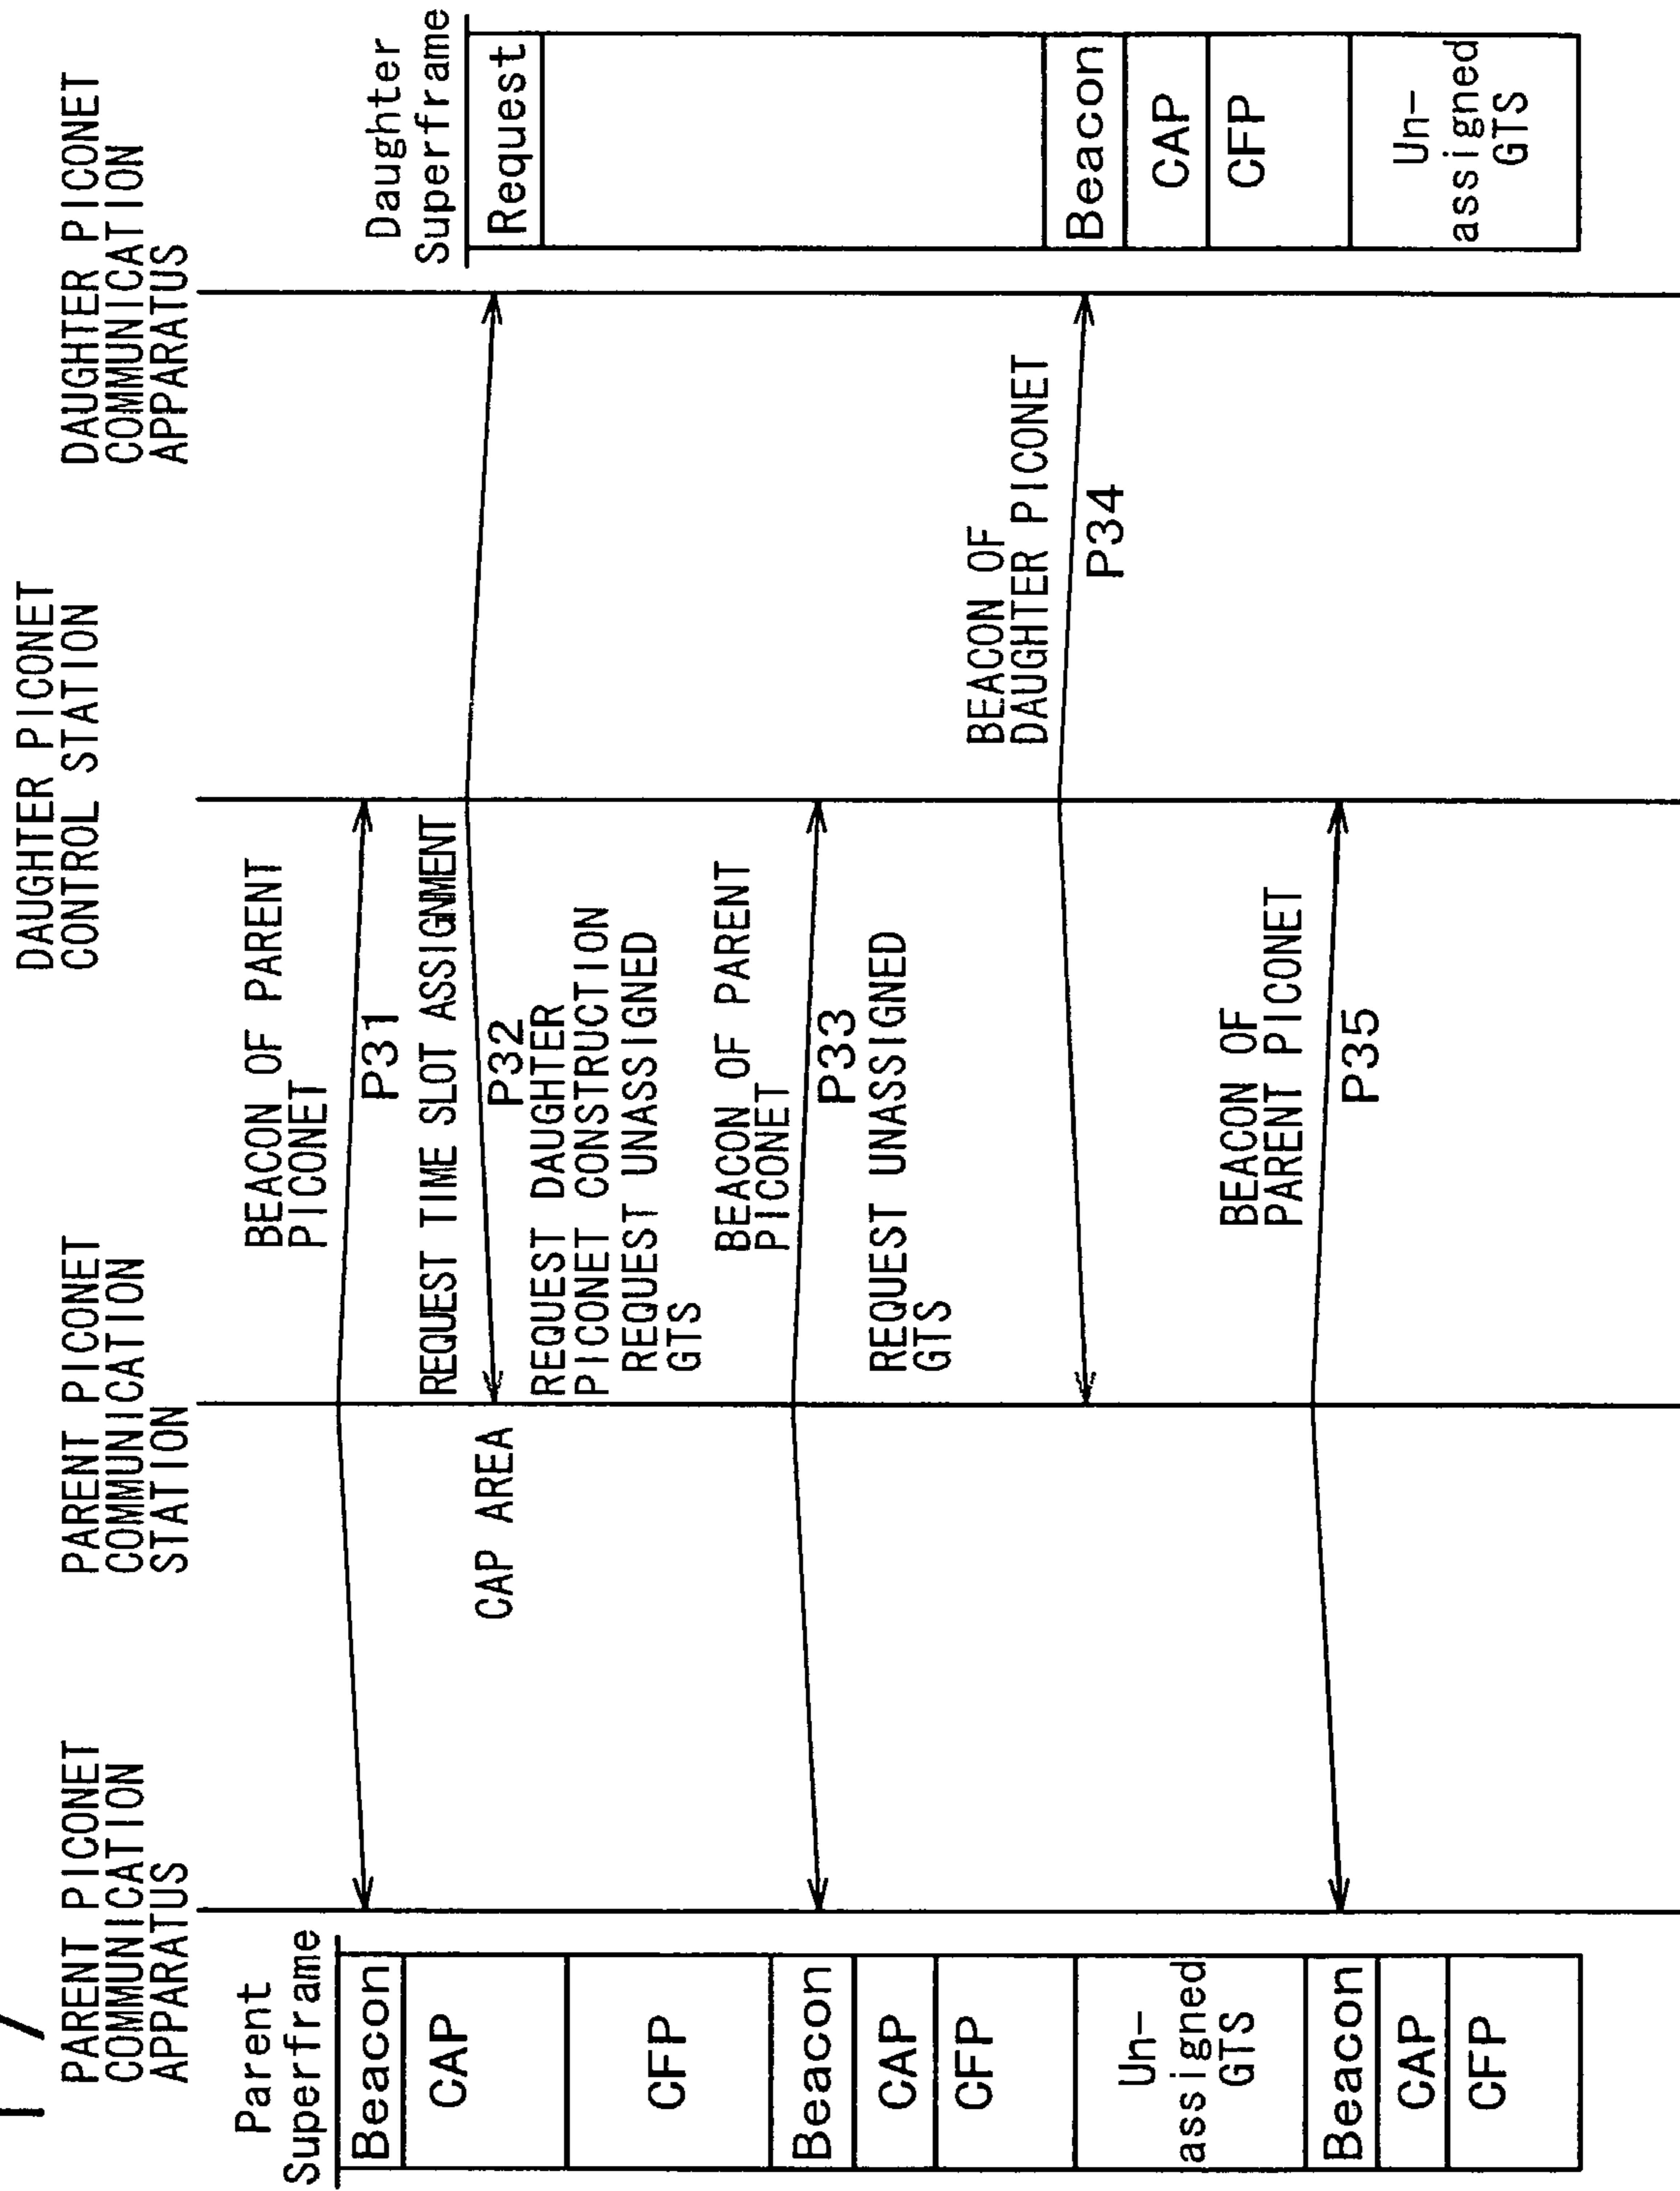 PARENT PICONET
COMMUNICATION
APPARATUS
PARENT PICONET
COMMUNICATION
STATION
DAUGHTER PICONET
CONTROL STATION
DAUGHTER PICONET
COMMUNICATION
APPARATUS
Parent
Superframe
Beacon
CAP
CFP
Beacon
CAP
CFP
Un-
assigned
GTS
Beacon
CAP
CFP
BEACON OF PARENT
PICONET
P31
REQUEST TIME SLOT ASSIGNMENT
P32
CAP AREA
REQUEST DAUGHTER
PICONET CONSTRUCTION
REQUEST UNASSIGNED
GTS
BEACON OF PARENT
PICONET
P33
REQUEST UNASSIGNED
GTS
BEACON OF
DAUGHTER PICONET
P34
BEACON OF
PARENT PICONET
P35
Daughter
Superframe
Request
Beacon
CAP
CFP
Un-
assigned
GTS